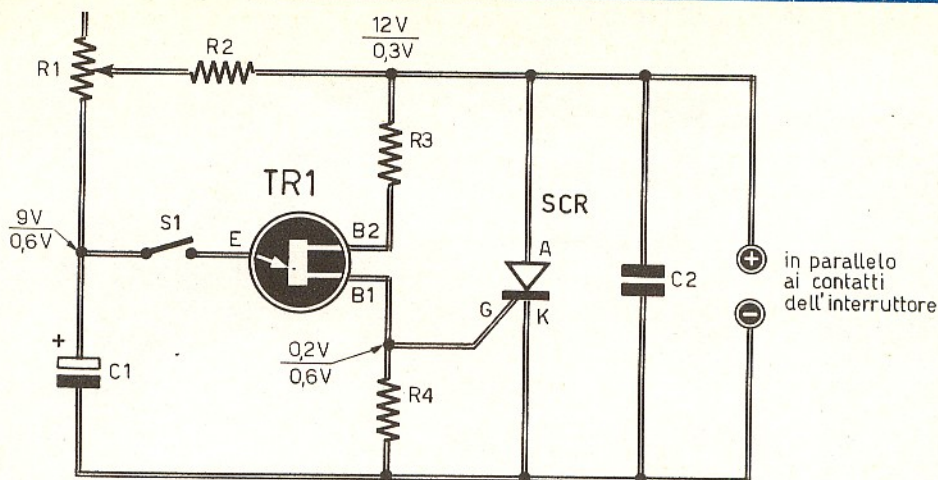 12V
0,3V
R2
R1
R3
TR1
SCR
9V
0,6V
S1
E
B2
B1
A
G
K
C2
+
−
in parallelo
ai contatti
dell'interruttore
0,2V
0,6V
+
C1
R4